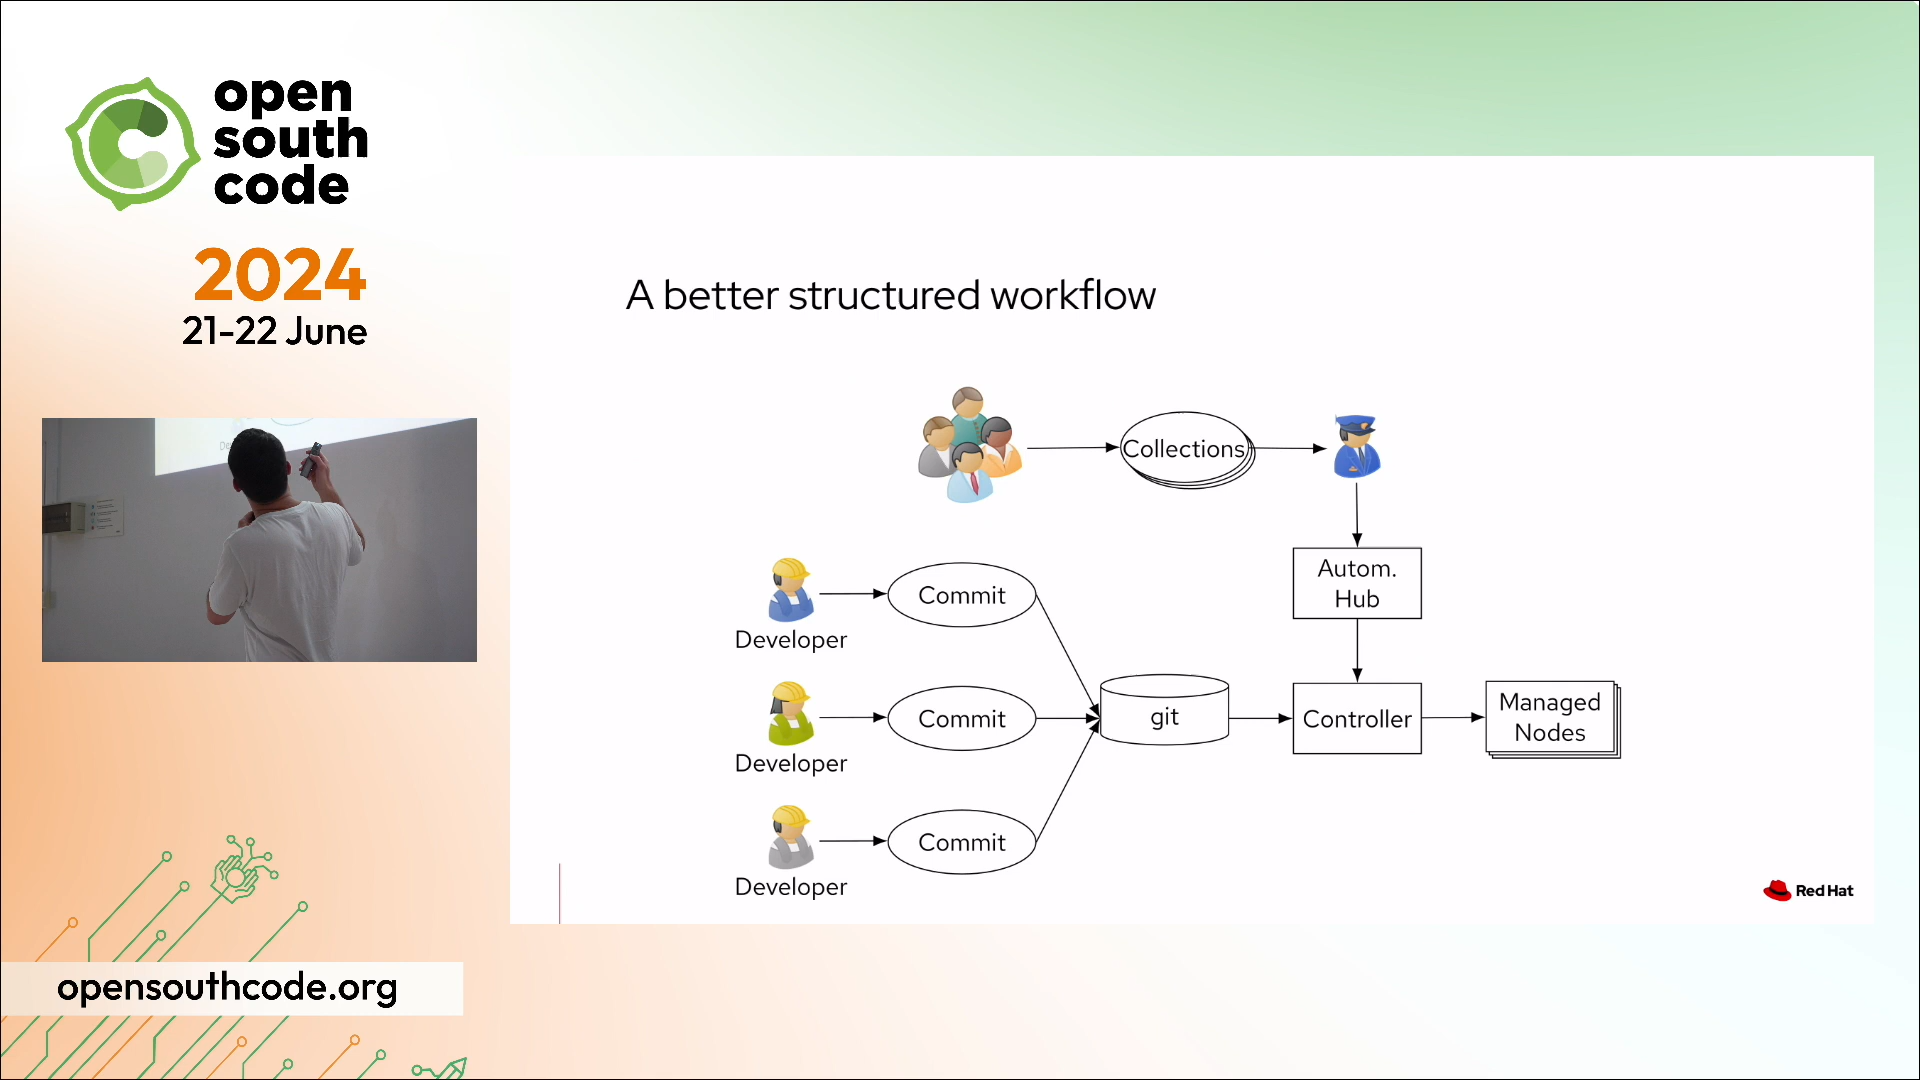 open
south
code
2024
21-22 June
opensouthcode.org
A better structured workflow
Collections
Autom.
Hub
Commit
Developer
Commit
Developer
Commit
Developer
git
Controller
Managed
Nodes
Red Hat